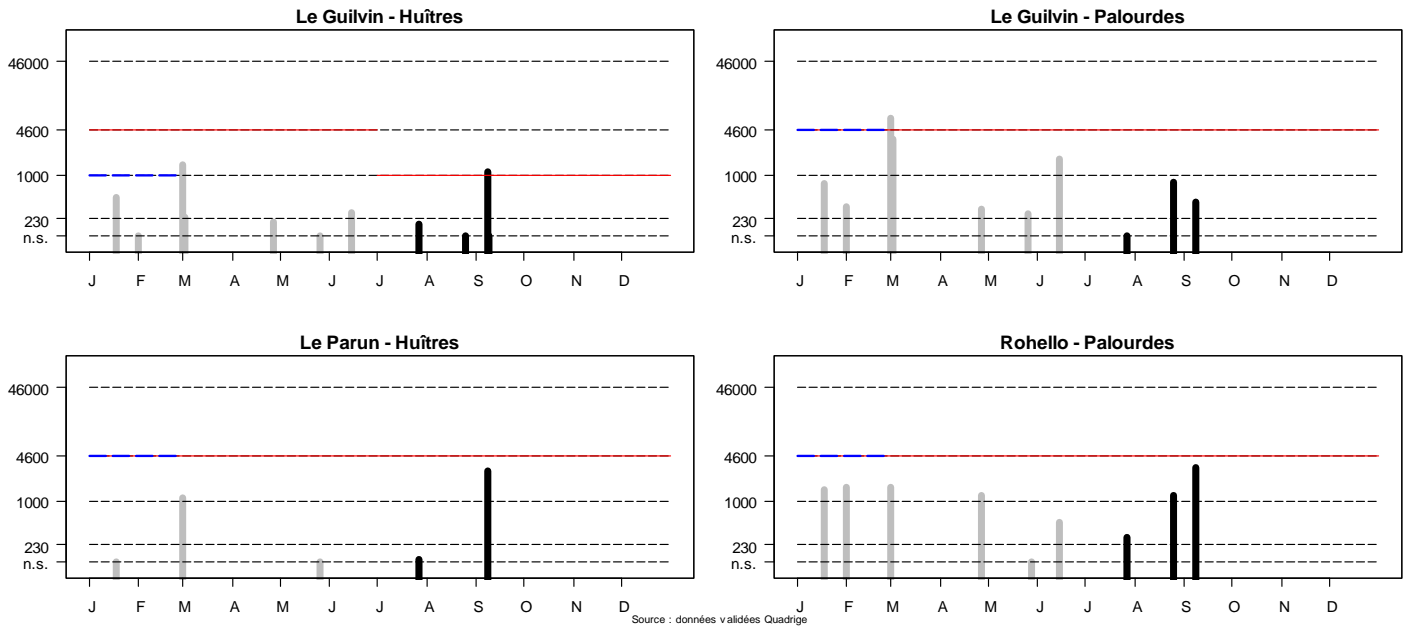 Le Guilvin - Huîtres
46000
4600
1000
230
n.s.
J F M A M J J A S O N D
Le Guilvin - Palourdes
46000
4600
1000
230
n.s.
J F M A M J J A S O N D
Le Parun - Huîtres
46000
4600
1000
230
n.s.
J F M A M J J A S O N D
Rohello - Palourdes
46000
4600
1000
230
n.s.
J F M A M J J A S O N D
Source : données validées Quadrige